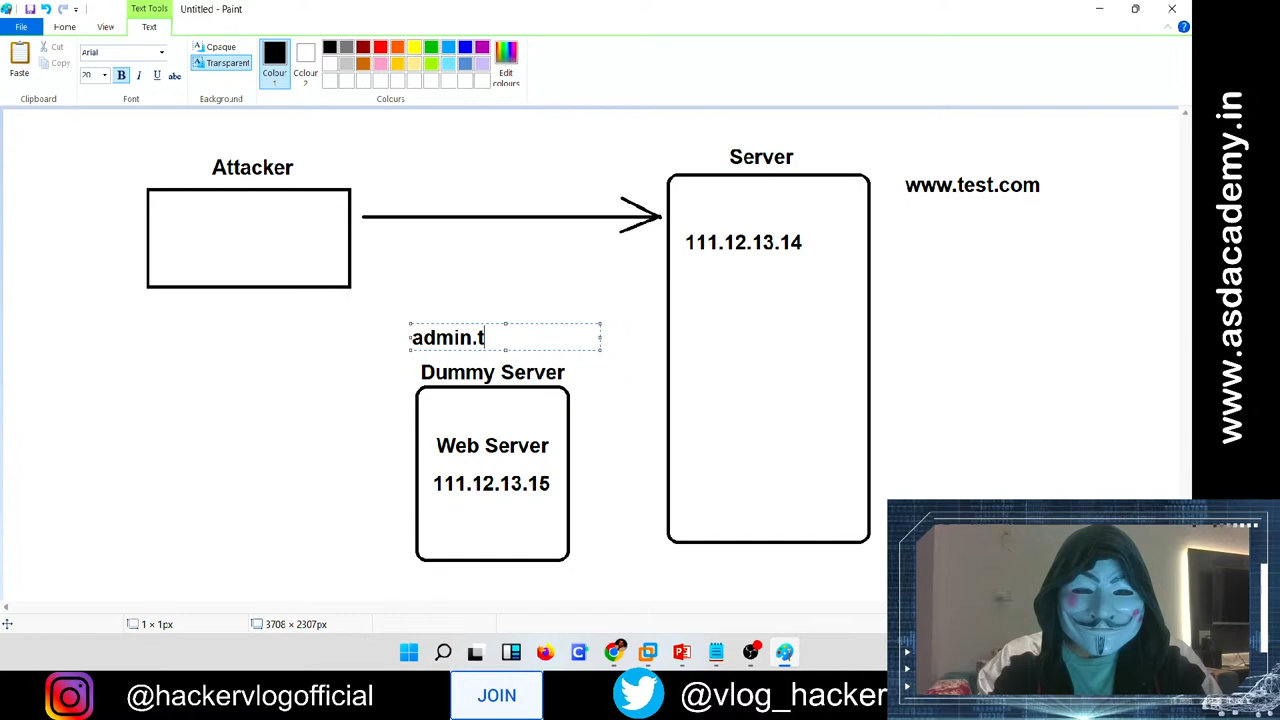 Text Tools
Untitled - Paint
File
Home
View
Text
Paste
Cut
Copy
Clipboard
Arial
20
B
I
U
abc
Font
A
Opaque
A
Transparent
Background
Colour
1
Colour
2
Edit
colours
Colours
Attacker
Server
www.test.com
111.12.13.14
admin.t
Dummy Server
Web Server
111.12.13.15
1 × 1px
3708 × 2307px
www.asdacademy.in
@hackervlogofficial
JOIN
@vlog_hacker